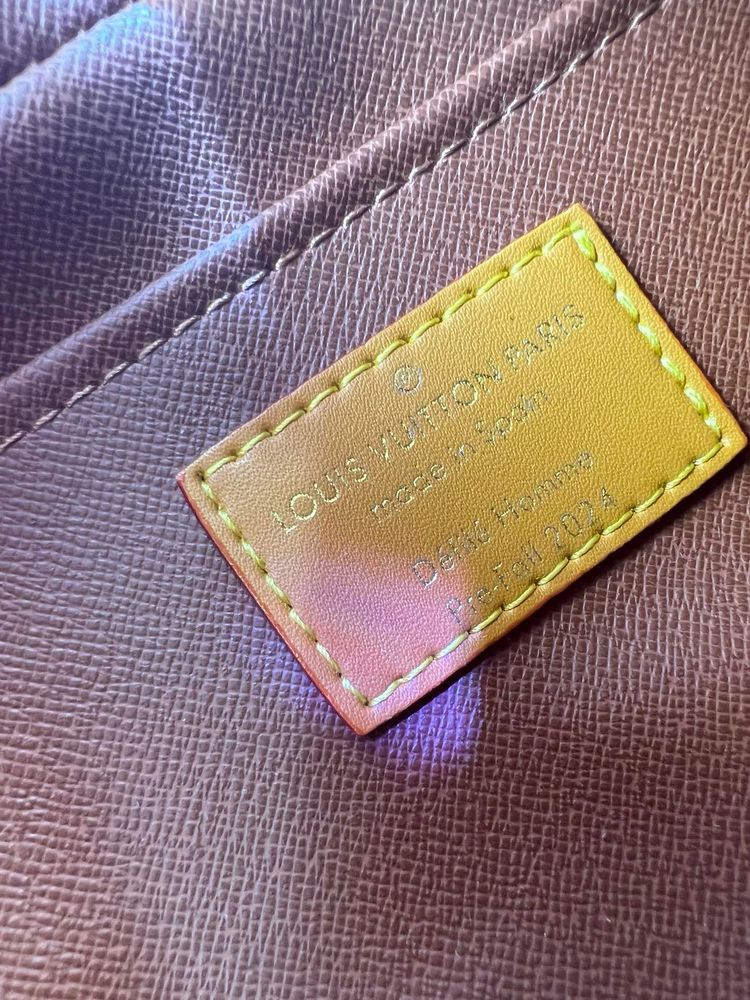 LOUIS VUITTON PARIS
made in Spain
Défilé Homme
Pre-Fall 2024